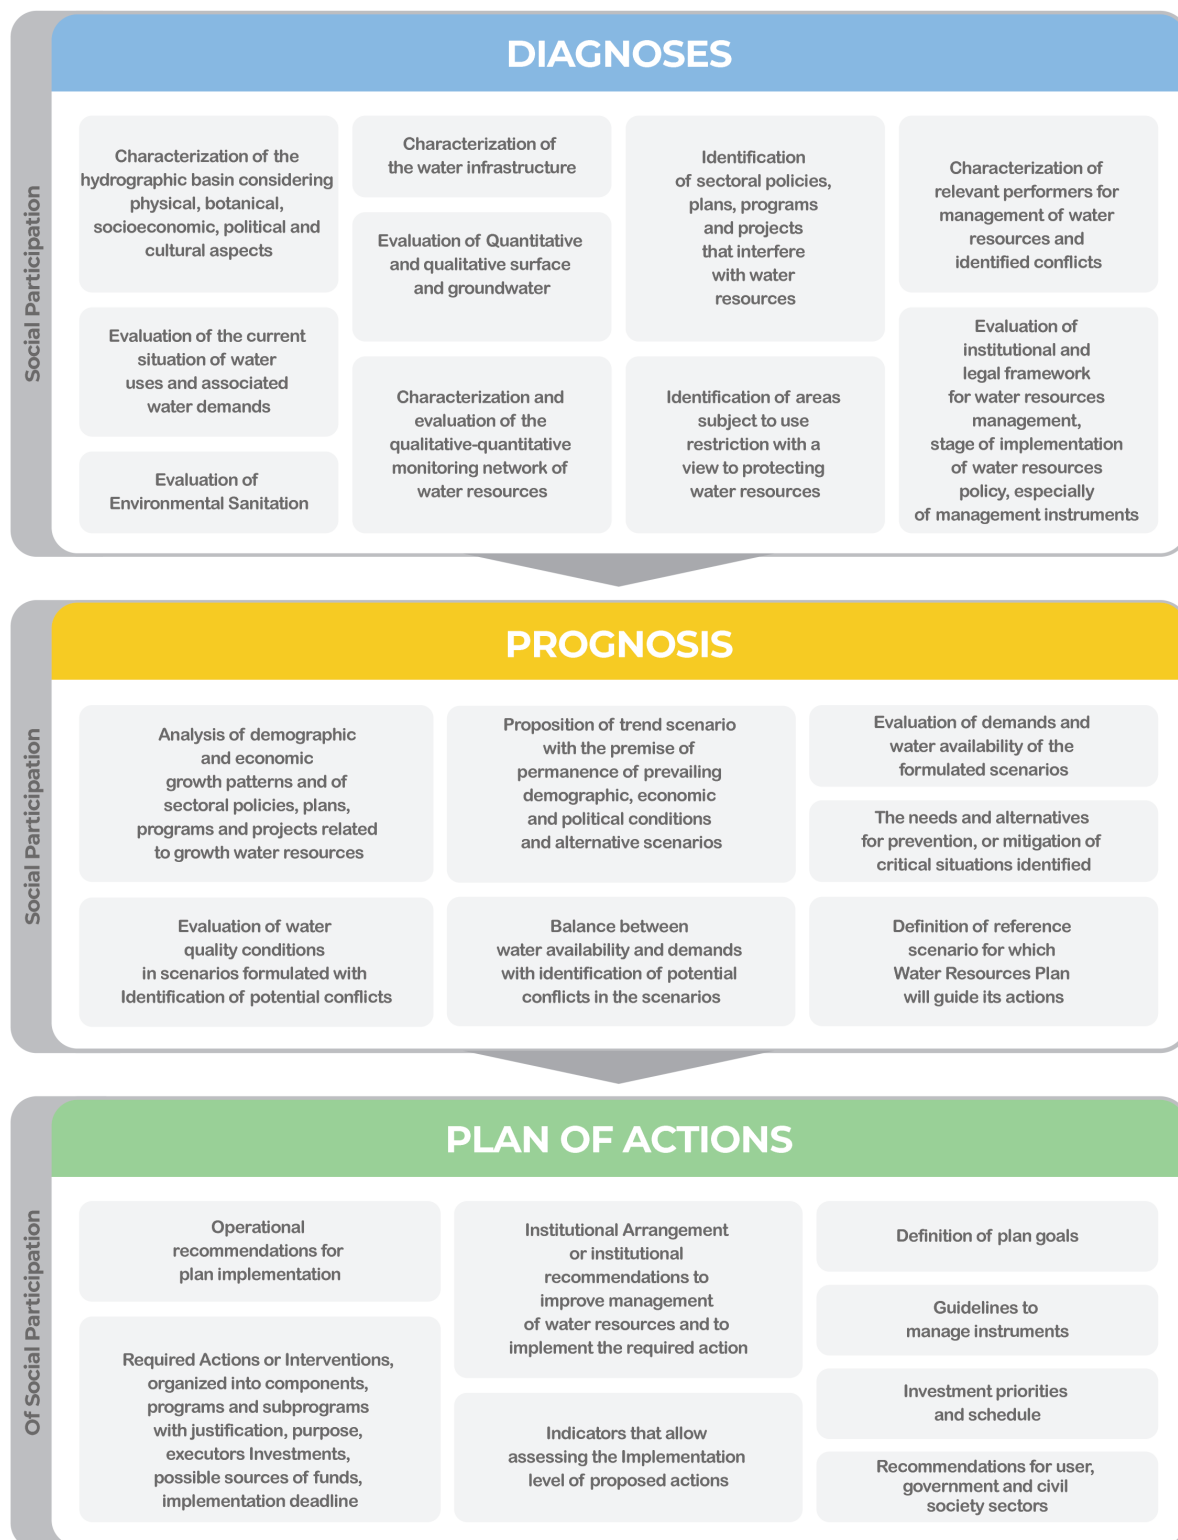 DIAGNOSES
Social Participation
Characterization of the
hydrographic basin considering
physical, botanical,
socioeconomic, political and
cultural aspects
Evaluation of the current
situation of water
uses and associated
water demands
Evaluation of
Environmental Sanitation
Characterization of
the water infrastructure
Evaluation of Quantitative
and qualitative surface
and groundwater
Characterization and
evaluation of the
qualitative-quantitative
monitoring network of
water resources
Identification
of sectoral policies,
plans, programs
and projects
that interfere
with water
resources
Identification of areas
subject to use
restriction with a
view to protecting
water resources
Characterization of
relevant performers for
management of water
resources and
identified conflicts
Evaluation of
institutional and
legal framework
for water resources
management,
stage of implementation
of water resources
policy, especially
of management instruments
PROGNOSIS
Social Participation
Analysis of demographic
and economic
growth patterns and of
sectoral policies, plans,
programs and projects related
to growth water resources
Proposition of trend scenario
with the premise of
permanence of prevailing
demographic, economic
and political conditions
and alternative scenarios
Evaluation of demands and
water availability of the
formulated scenarios
The needs and alternatives
for prevention, or mitigation of
critical situations identified
Evaluation of water
quality conditions
in scenarios formulated with
Identification of potential conflicts
Balance between
water availability and demands
with identification of potential
conflicts in the scenarios
Definition of reference
scenario for which
Water Resources Plan
will guide its actions
PLAN OF ACTIONS
Of Social Participation
Operational
recommendations for
plan implementation
Required Actions or Interventions,
organized into components,
programs and subprograms
with justification, purpose,
executors Investments,
possible sources of funds,
implementation deadline
Institutional Arrangement
or institutional
recommendations to
improve management
of water resources and to
implement the required action
Indicators that allow
assessing the Implementation
level of proposed actions
Definition of plan goals
Guidelines to
manage instruments
Investment priorities
and schedule
Recommendations for user,
government and civil
society sectors